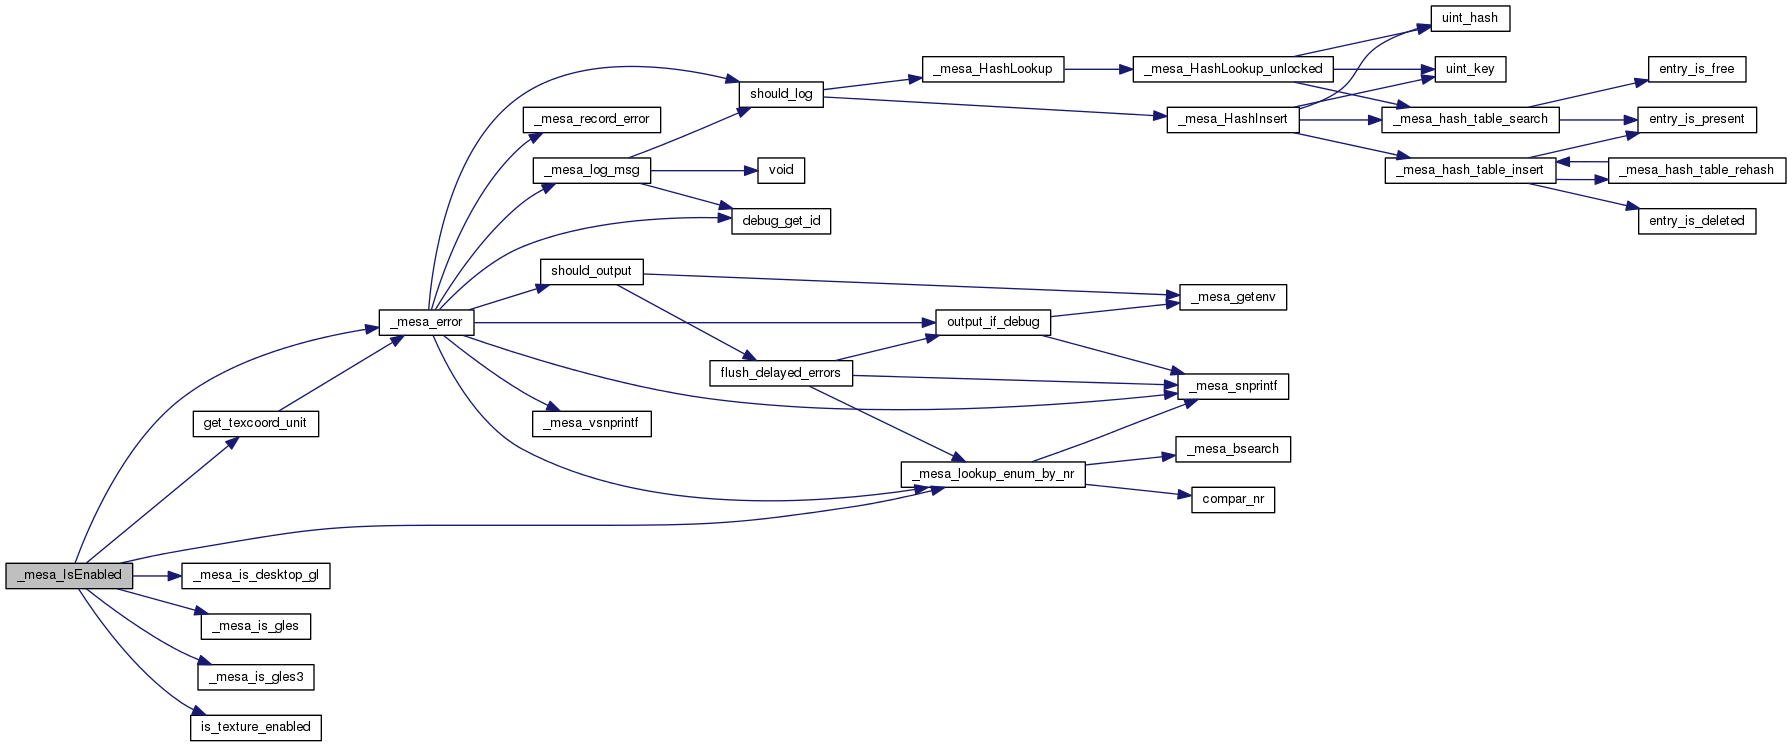 uint_hash
_mesa_HashLookup
_mesa_HashLookup_unlocked
uint_key
entry_is_free
should_log
_mesa_record_error
_mesa_HashInsert
_mesa_hash_table_search
entry_is_present
_mesa_log_msg
void
_mesa_hash_table_insert
_mesa_hash_table_rehash
debug_get_id
entry_is_deleted
should_output
_mesa_getenv
_mesa_error
output_if_debug
flush_delayed_errors
_mesa_snprintf
get_texcoord_unit
_mesa_vsnprintf
_mesa_bsearch
_mesa_lookup_enum_by_nr
compar_nr
_mesa_IsEnabled
_mesa_is_desktop_gl
_mesa_is_gles
_mesa_is_gles3
is_texture_enabled